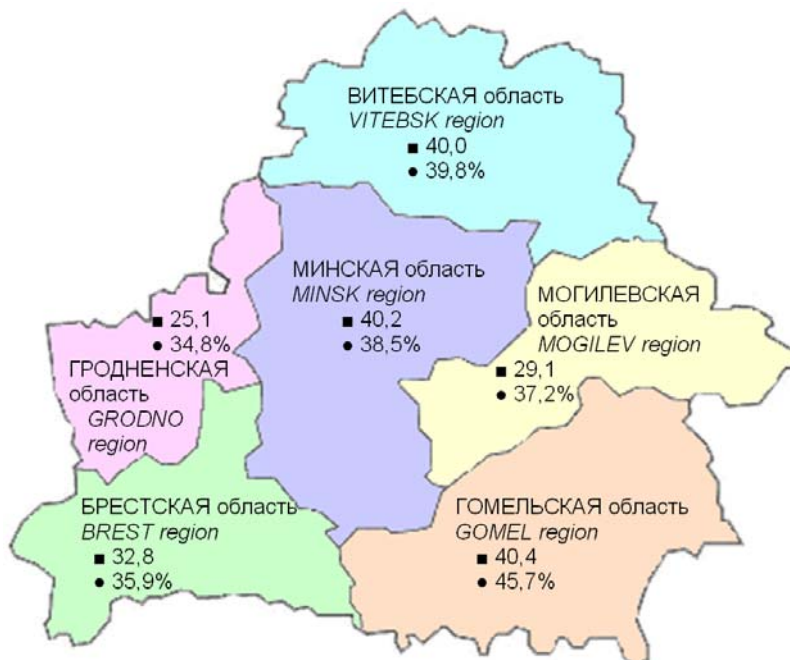 ВИТЕБСКАЯ область
VITEBSK region
■ 40,0
● 39,8%
МИНСКАЯ область
MINSK region
■ 40,2
● 38,5%
МОГИЛЕВСКАЯ
область
MOGILEV region
■ 29,1
● 37,2%
■ 25,1
● 34,8%
ГРОДНЕНСКАЯ
область
GRODNO
region
БРЕСТСКАЯ область
BREST region
■ 32,8
● 35,9%
ГОМЕЛЬСКАЯ область
GOMEL region
■ 40,4
● 45,7%